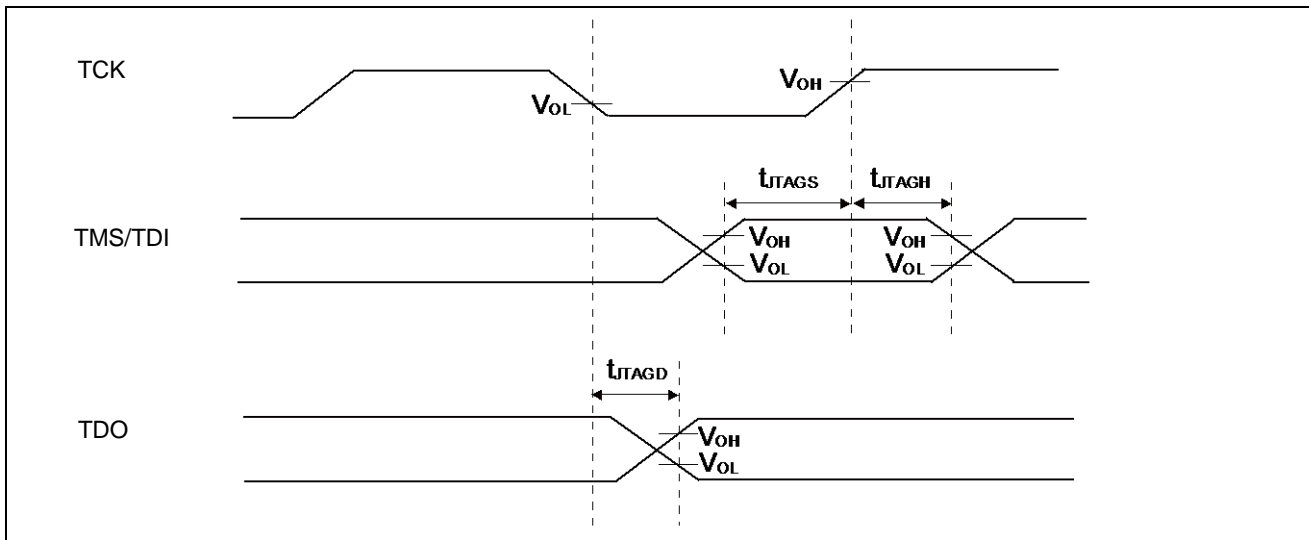 TCK
VOL
VOH
tJTAGS
tJTAGH
TMS/TDI
VOH
VOL
VOH
VOL
tJTAGD
TDO
VOH
VOL